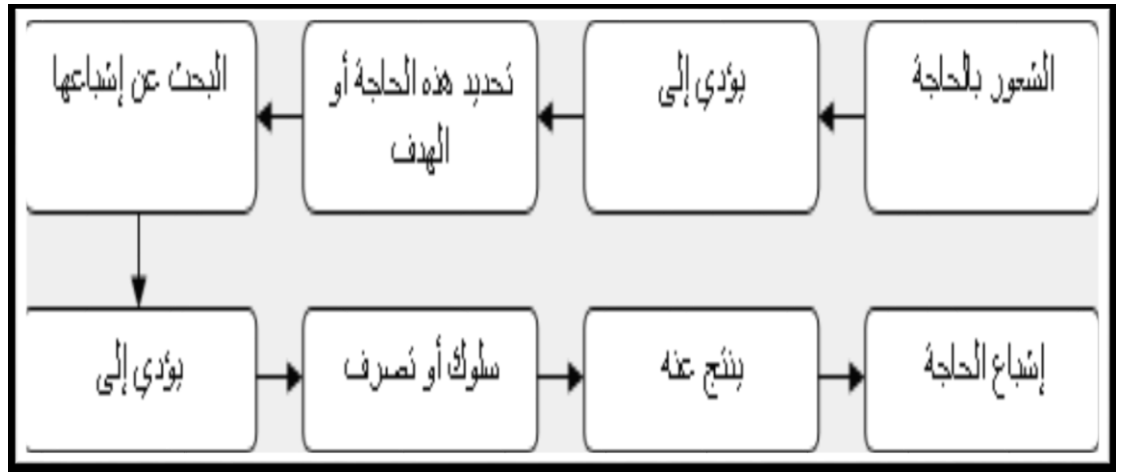 الشعور بالحاجة
يؤدي إلى
تحديد هذه الحاجة أو
الهدف
البحث عن إشباعها
يؤدي إلى
سلوك أو تصرف
ينتج عنه
إشباع الحاجة